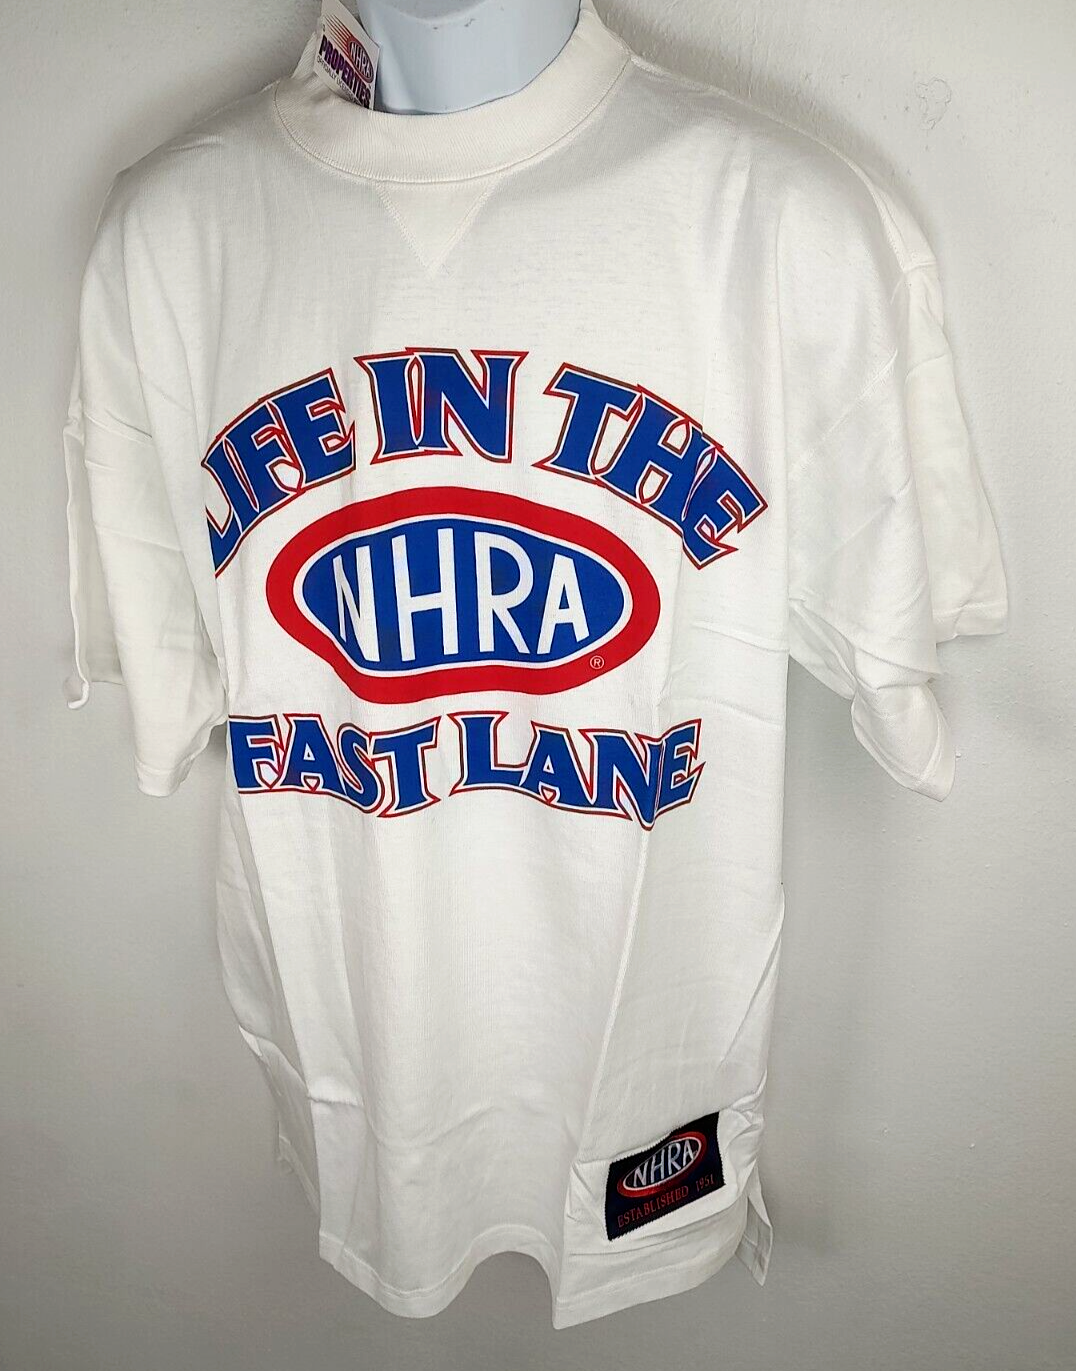 NHRA
PROPERTIES
LIFE IN THE
NHRA
®
FAST LANE
NHRA
ESTABLISHED 1951